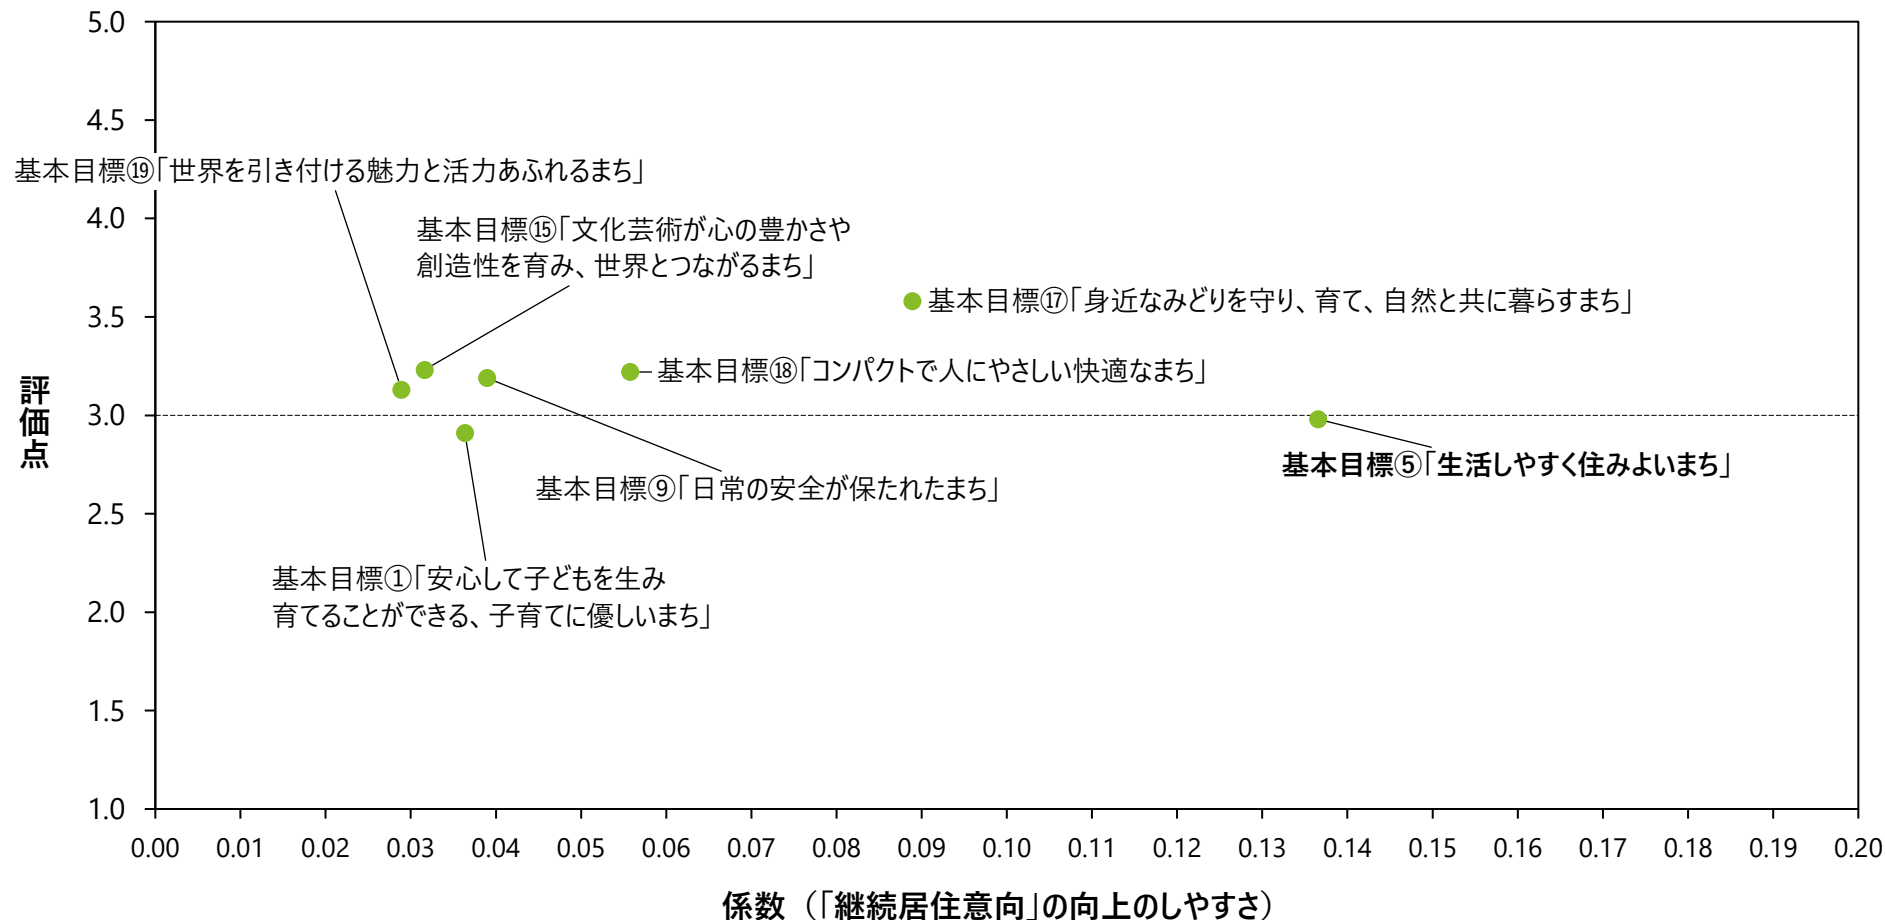 5.0
4.5
基本目標⑲「世界を引き付ける魅力と活力あふれるまち」
4.0
基本目標⑮「文化芸術が心の豊かさや
創造性を育み、世界とつながるまち」
基本目標⑰「身近なみどりを守り、育て、自然と共に暮らすまち」
3.5
基本目標⑱「コンパクトで人にやさしい快適なまち」
評価点
3.0
基本目標⑤「生活しやすく住みよいまち」
基本目標⑨「日常の安全が保たれたまち」
2.5
基本目標①「安心して子どもを生み
育てることができる、子育てに優しいまち」
2.0
1.5
1.0
0.00 0.01 0.02 0.03 0.04 0.05 0.06 0.07 0.08 0.09 0.10 0.11 0.12 0.13 0.14 0.15 0.16 0.17 0.18 0.19 0.20
係数（「継続居住意向」の向上のしやすさ）